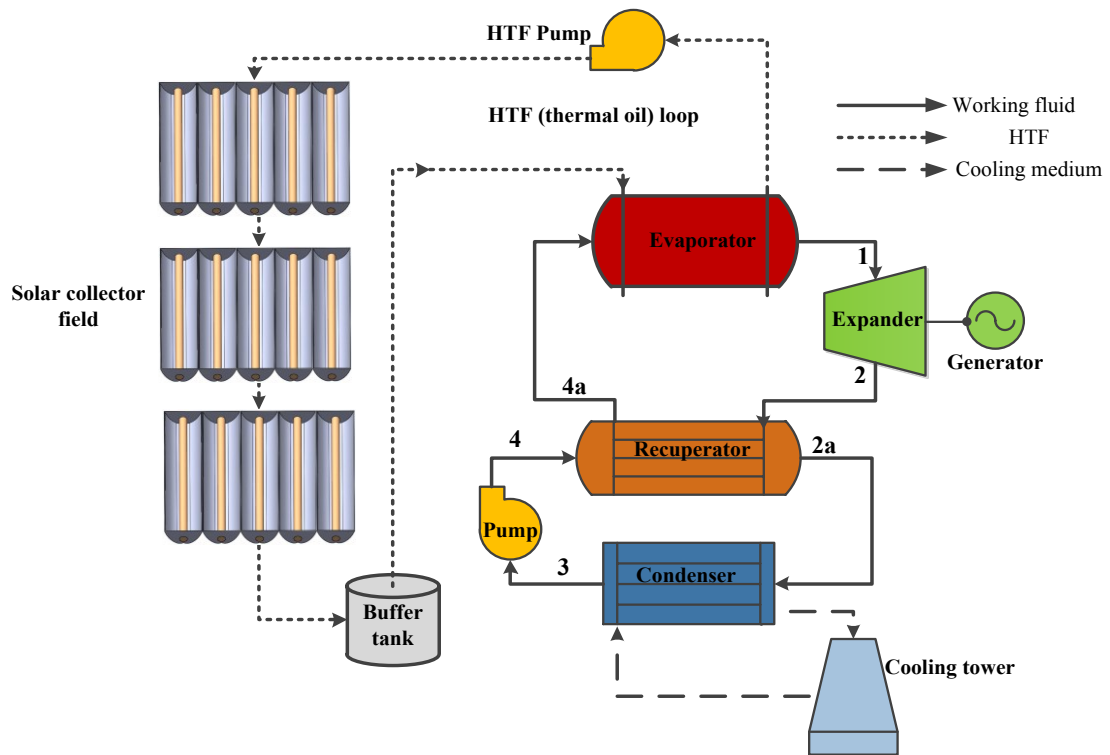 HTF Pump
HTF (thermal oil) loop
Working fluid
HTF
Cooling medium
Evaporator
1
Solar collector
field
Expander
Generator
2
4a
4
Recuperator
2a
Pump
3
Condenser
Buffer
tank
Cooling tower